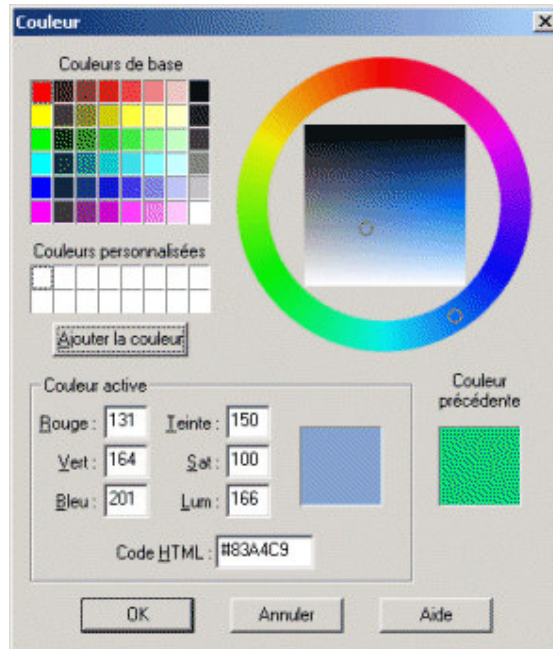 Couleur
Couleurs de base
Couleurs personnalisées
Ajouter la couleur
Couleur active
Rouge : 131 Teinte : 150
Vert : 164 Sat : 100
Bleu : 201 Lum : 166
Code HTML : #83A4C9
Couleur
précédente
OK Annuler Aide